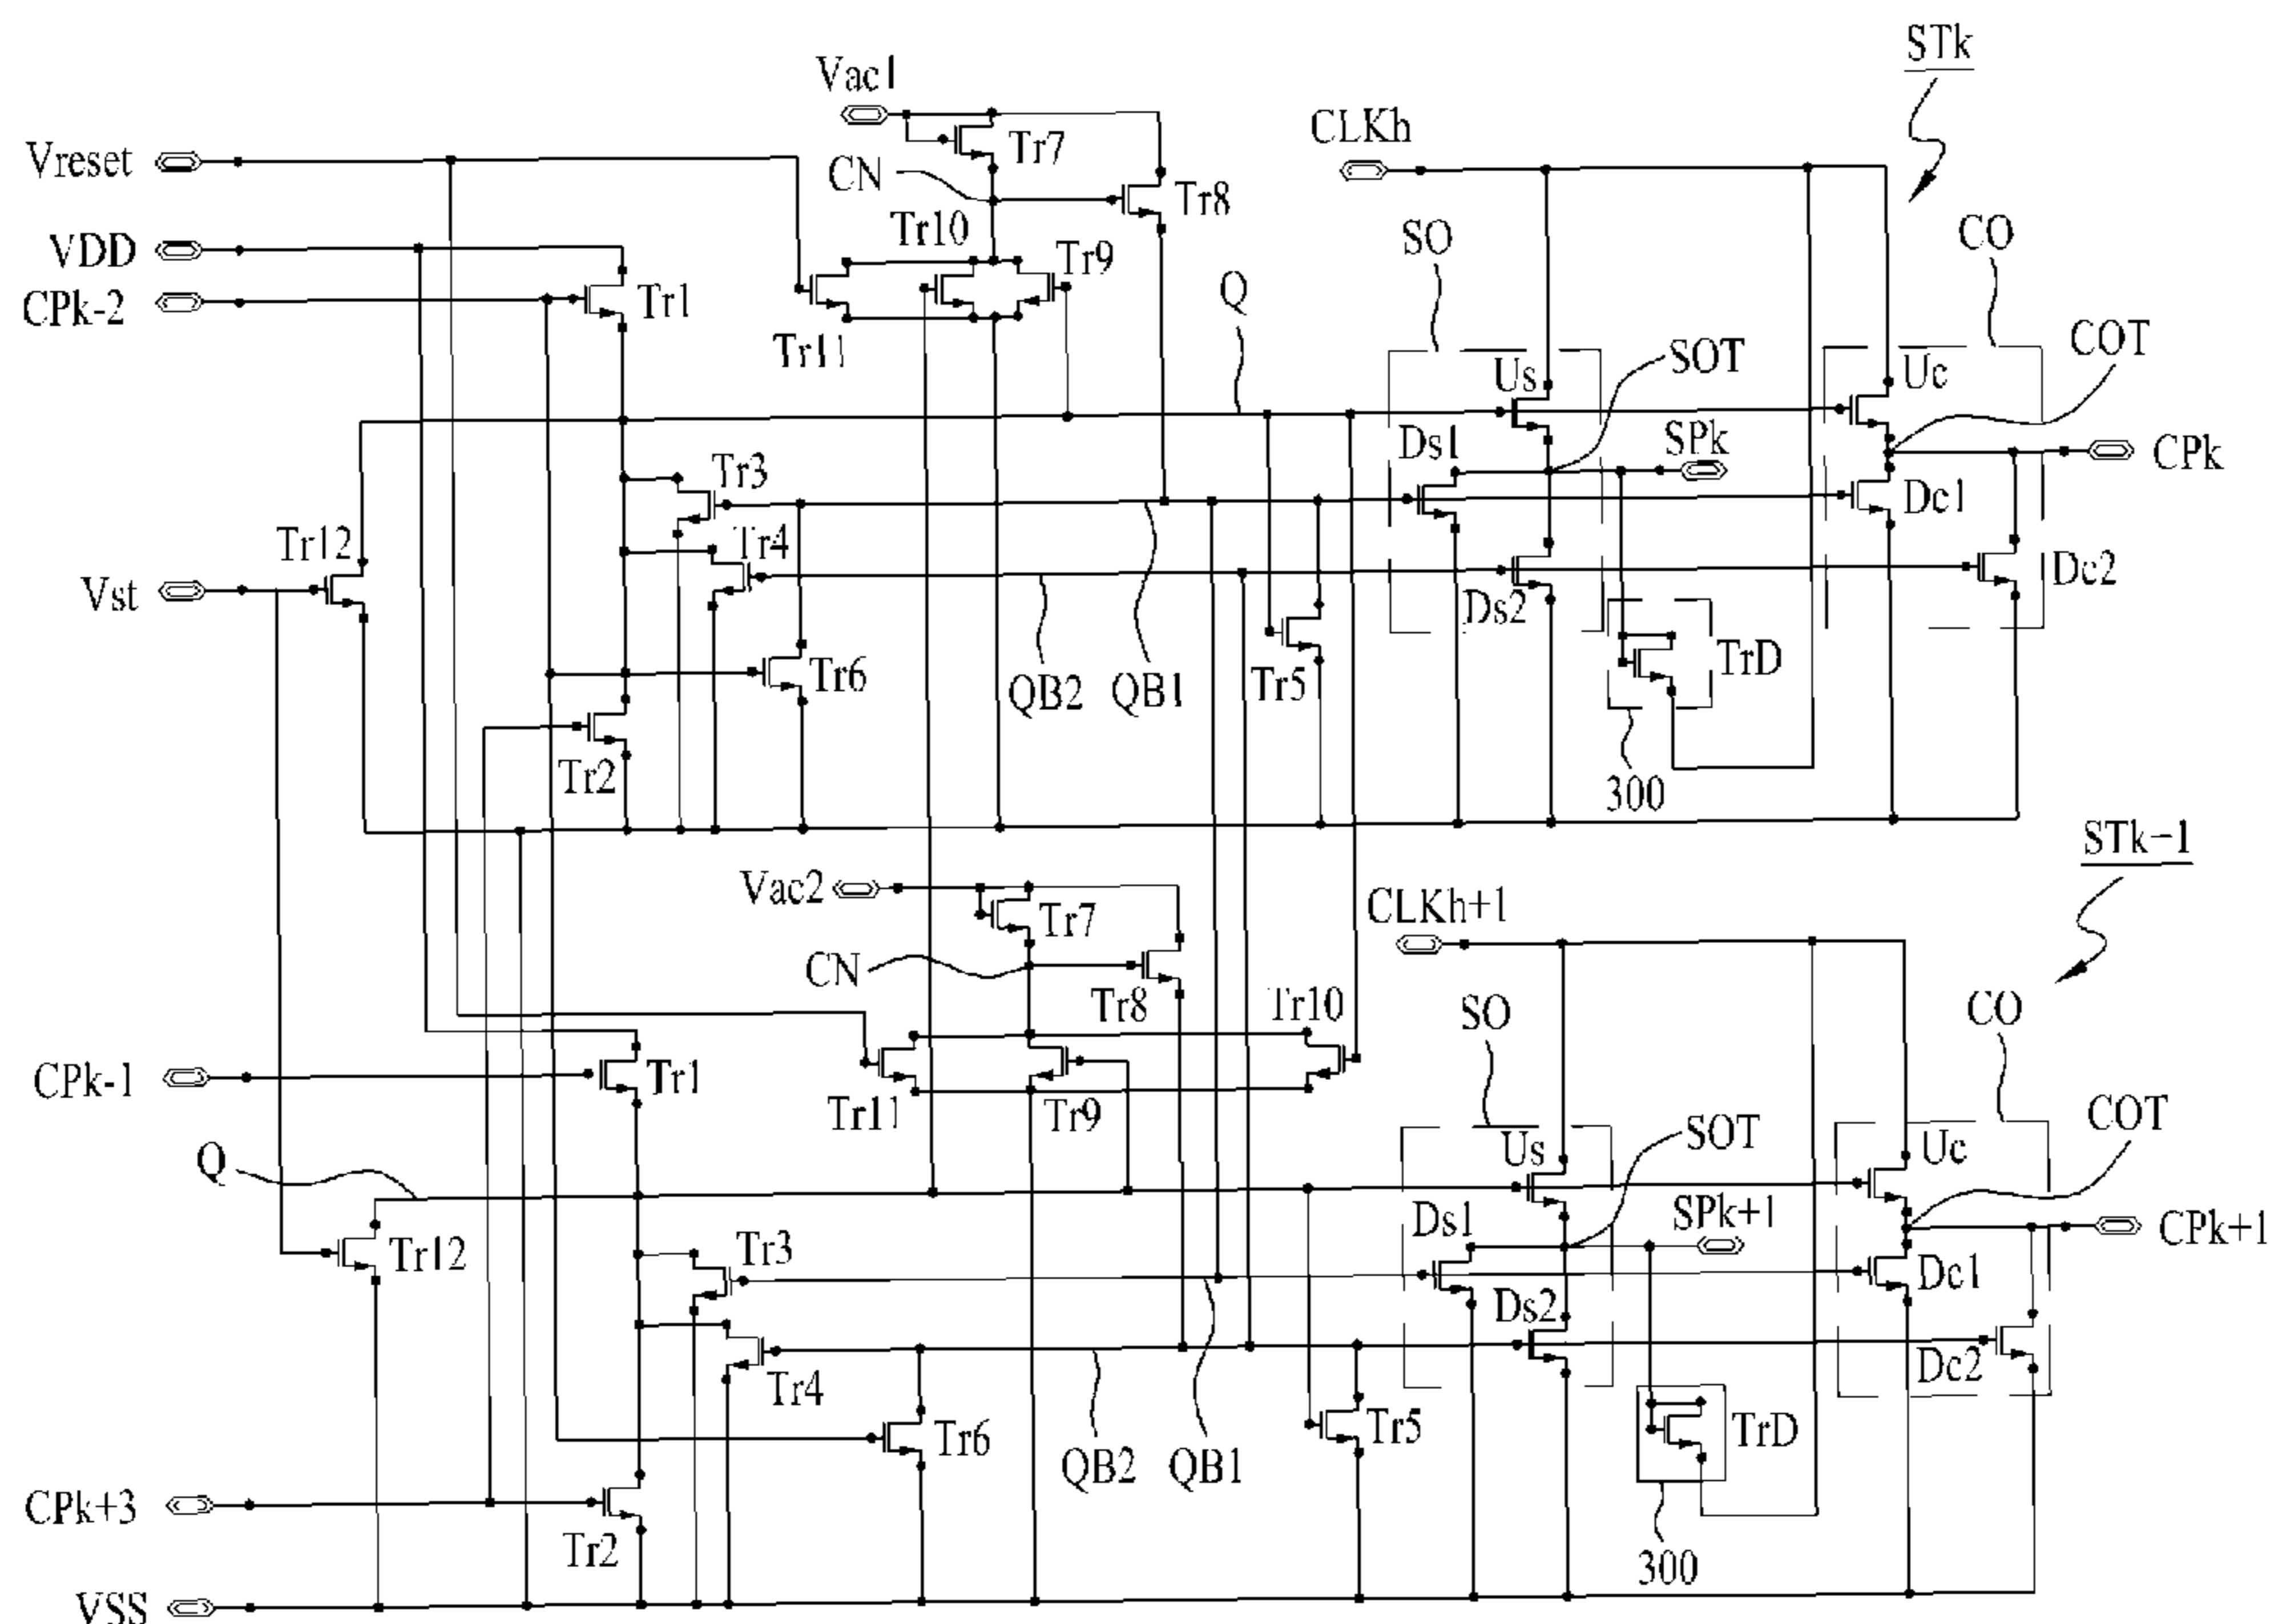 STk
Vac1
CLKh
Vreset
Tr7
CN
Tr8
Tr10
VDD
Tr9
SO
CO
CPk-2
Tr1
Q
Tr11
SOT
COT
Us
Uc
Ds1
SPk
CPk
Tr3
Dc1
Tr12
Tr4
Vst
Ds2
Dc2
Tr6
QB2
QB1
Tr5
TrD
Tr2
300
STk-1
Vac2
Tr7
CLKh+1
CN
Tr8
Tr10
SO
CO
CPk-1
Tr1
Tr11
Tr9
COT
Us
SOT
Uc
Q
Ds1
SPk+1
CPk+1
Tr12
Tr3
Dc1
Ds2
Tr4
Dc2
Tr6
Tr5
TrD
QB2
QB1
CPk+3
Tr2
300
VSS